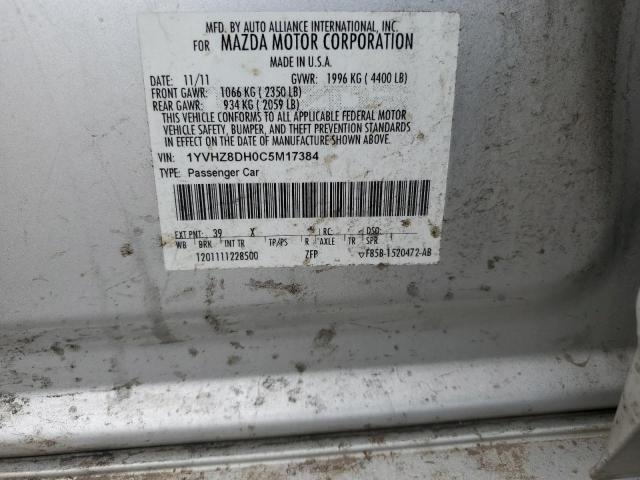 MFD. BY AUTO ALLIANCE INTERNATIONAL, INC.
FOR MAZDA MOTOR CORPORATION
MADE IN U.S.A.
DATE: 11/11 GVWR: 1996 KG ( 4400 LB)
FRONT GAWR: 1066 KG ( 2350 LB)
REAR GAWR: 934 KG ( 2059 LB)
THIS VEHICLE CONFORMS TO ALL APPLICABLE FEDERAL MOTOR
VEHICLE SAFETY, BUMPER, AND THEFT PREVENTION STANDARDS
IN EFFECT ON THE DATE OF MANUFACTURE SHOWN ABOVE.
VIN: 1YVHZ8DH0C5M17384
TYPE: Passenger Car
EXT PNT: 39 X RC: DSO:
WB BRK INT TR TP/PS R AXLE TR SPR
1201111228500 ZFP F85B-1520472-AB